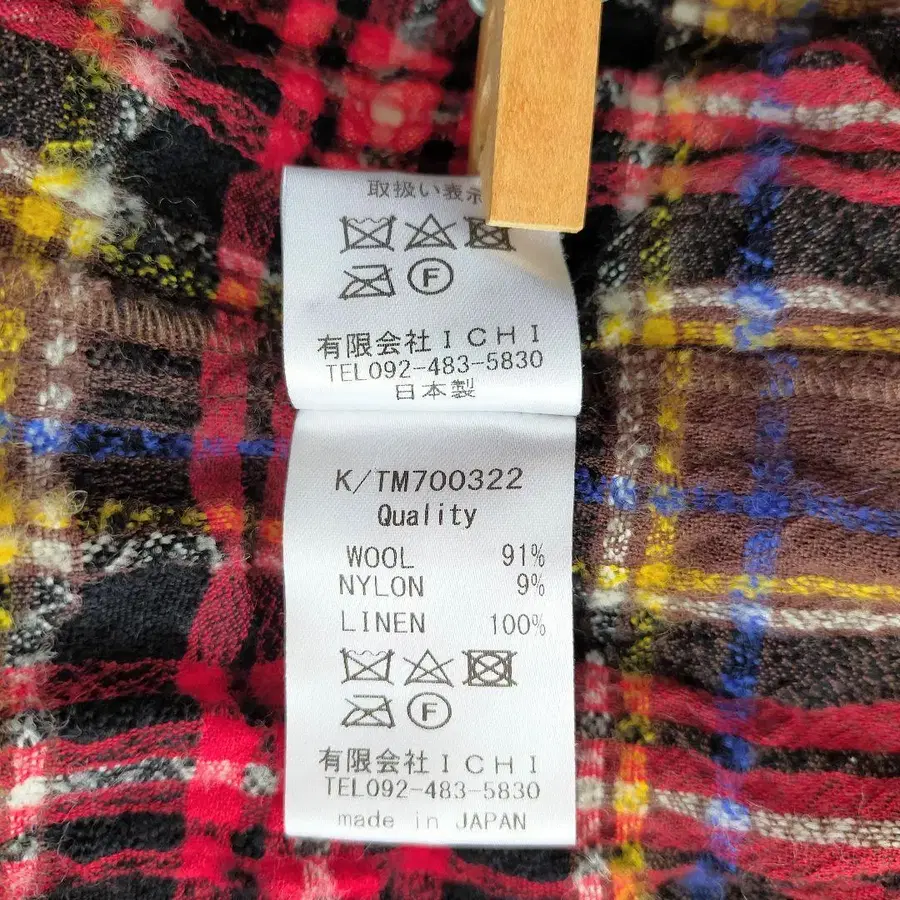 取扱い表示
F
有限会社ICHI
TEL092-483-5830
日本製
K/TM700322
Quality
WOOL 91%
NYLON 9%
LINEN 100%
F
有限会社ICHI
TEL092-483-5830
made in JAPAN